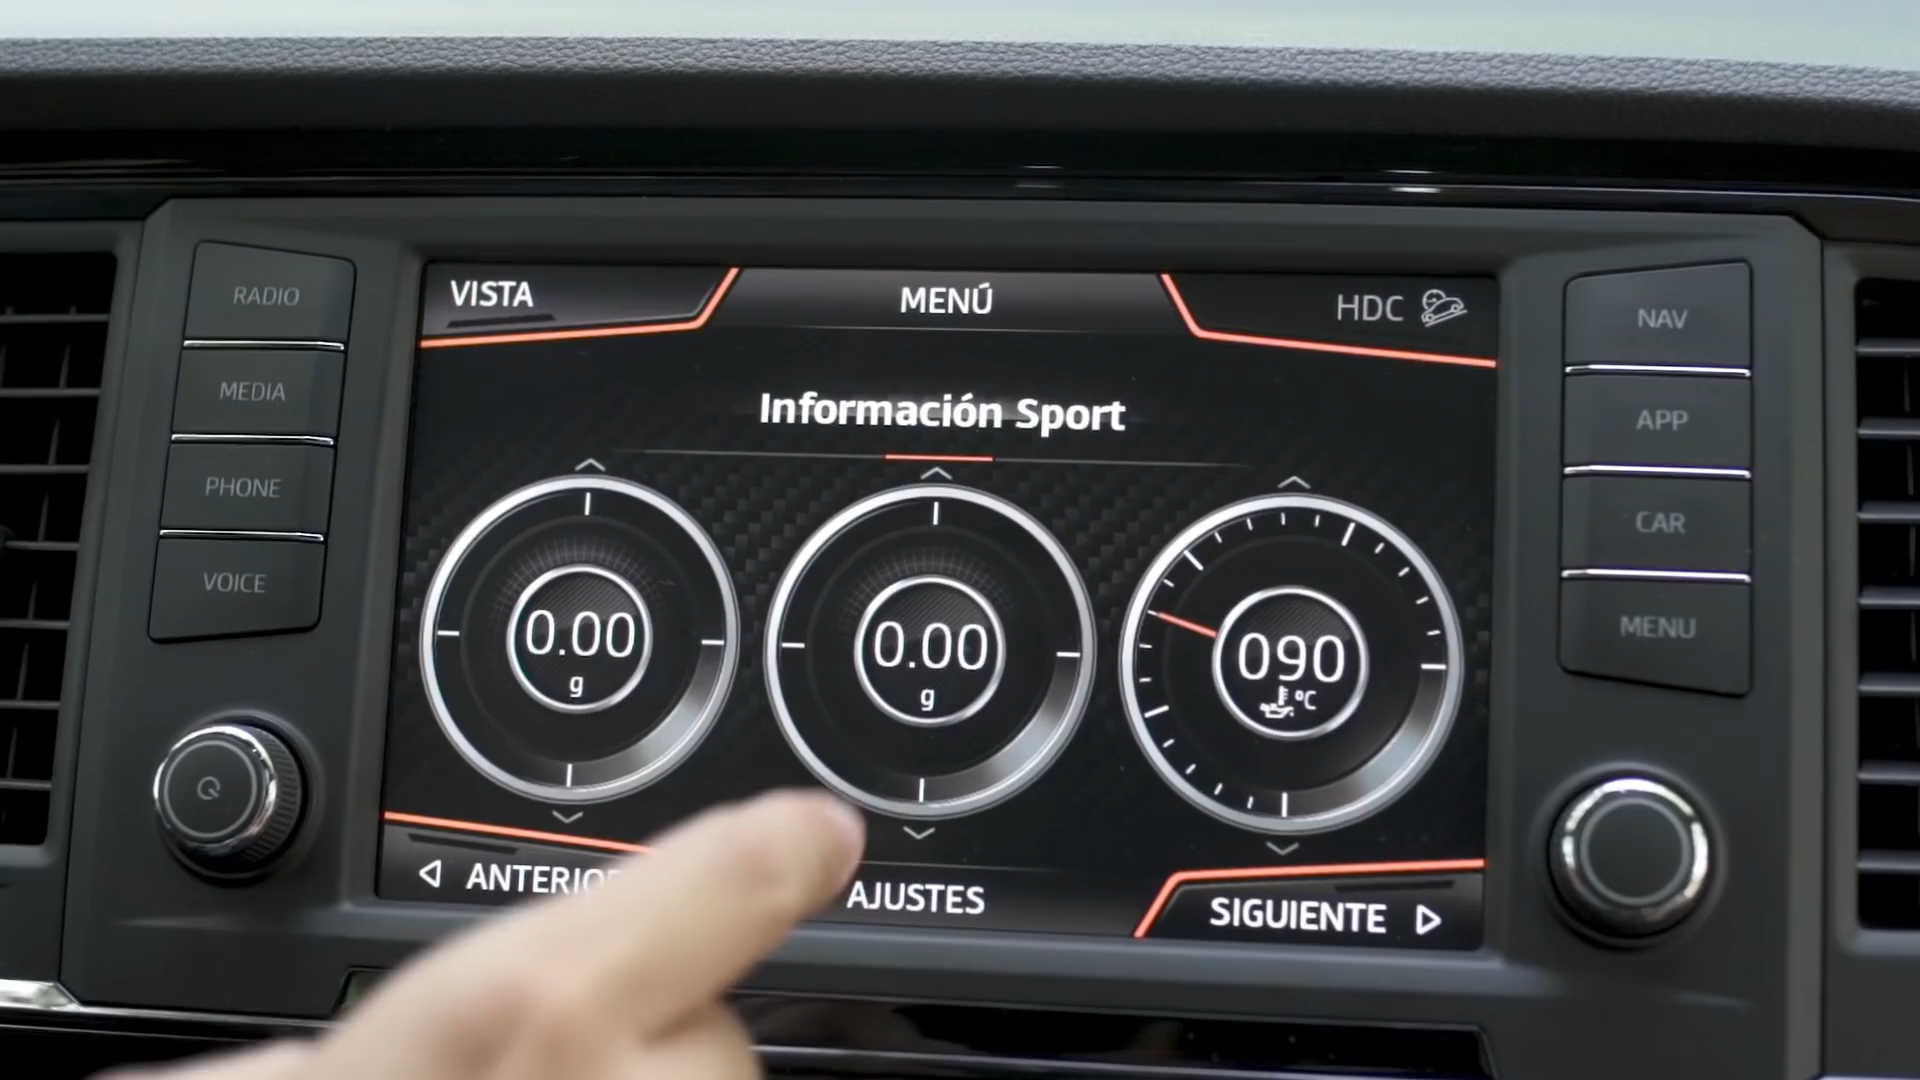 VISTA
MENÚ
HDC
RADIO
MEDIA
PHONE
VOICE
Información Sport
0.00
g
0.00
g
090
°C
ANTERIO
AJUSTES
SIGUIENTE
NAV
APP
CAR
MENU